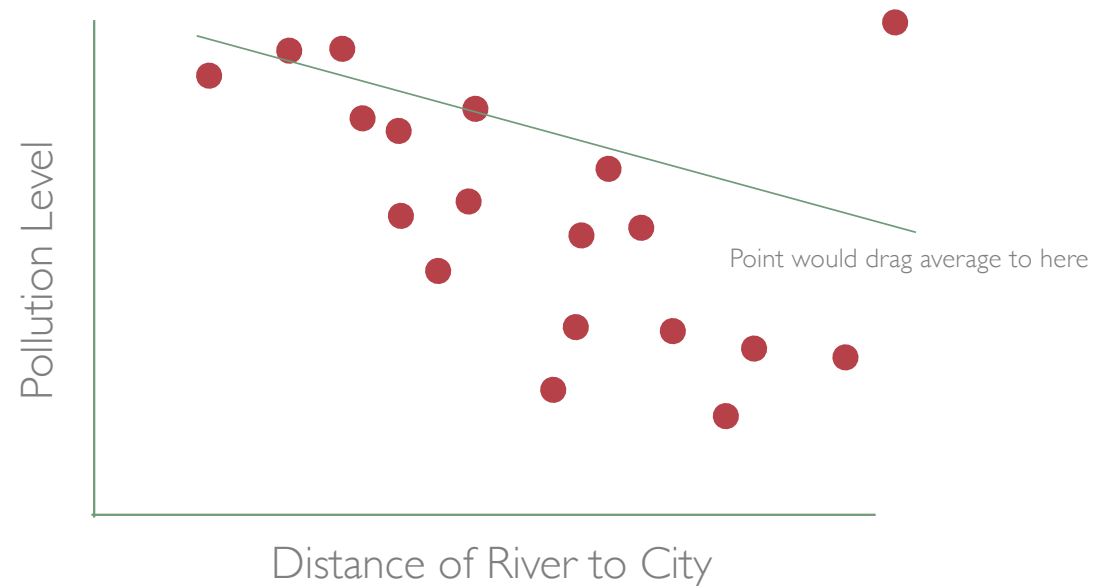 Pollution Level
Point would drag average to here
Distance of River to City